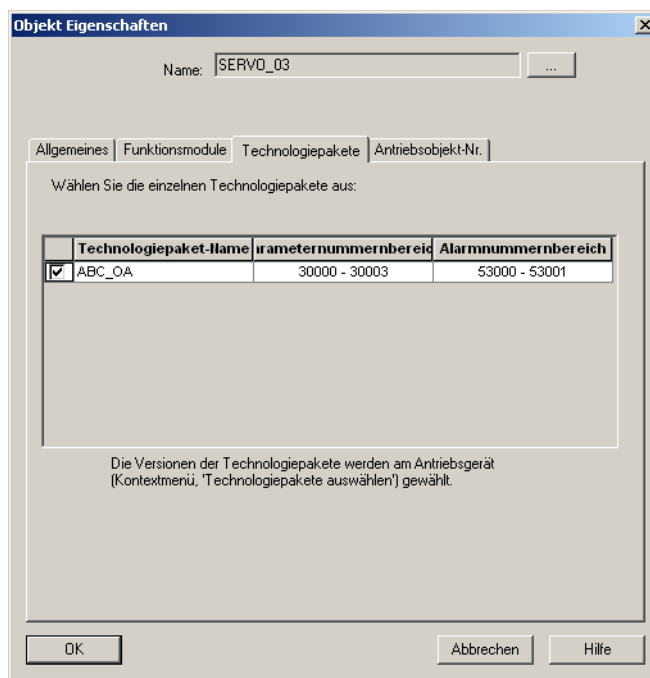 Objekt Eigenschaften
Name: SERVO_03 ...
Allgemeines Funktionsmodule Technologiepakete Antriebsobjekt-Nr.
Wählen Sie die einzelnen Technologiepakete aus:
Technologiepaket-Name arameternummernbereic Alarmnummernbereich
ABC_OA 30000 - 30003 53000 - 53001
Die Versionen der Technologiepakete werden am Antriebsgerät
(Kontextmenü, 'Technologiepakete auswählen') gewählt.
OK Abbrechen Hilfe